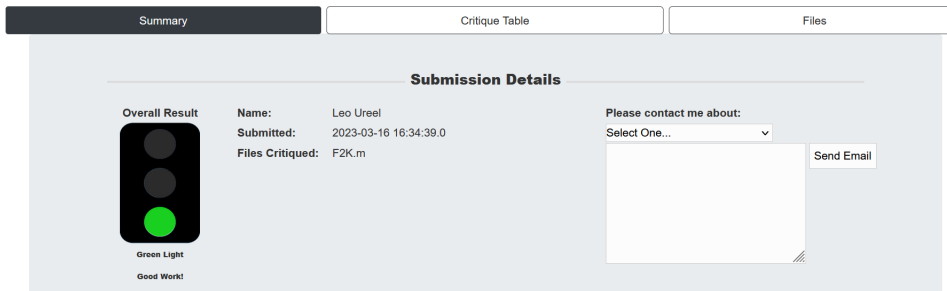 Summary
Critique Table
Files
Submission Details
Overall Result
Green Light
Good Work!
Name: Leo Ureel
Submitted: 2023-03-16 16:34:39.0
Files Critiqued: F2K.m
Please contact me about:
Select One...
Send Email